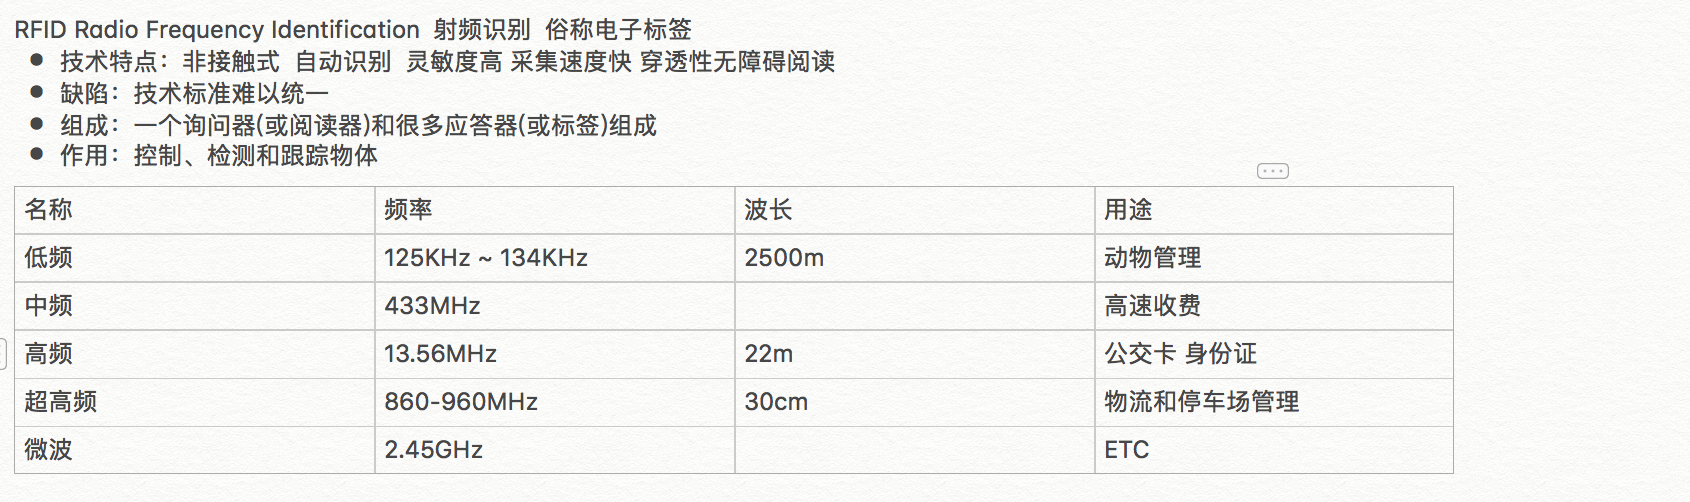 RFID Radio Frequency Identification 射频识别 俗称电子标签
● 技术特点：非接触式 自动识别 灵敏度高 采集速度快 穿透性无障碍阅读
● 缺陷：技术标准难以统一
● 组成：一个询问器(或阅读器)和很多应答器(或标签)组成
● 作用：控制、检测和跟踪物体
名称 频率 波长 用途
低频 125KHz ~ 134KHz 2500m 动物管理
中频 433MHz 高速收费
高频 13.56MHz 22m 公交卡 身份证
超高频 860-960MHz 30cm 物流和停车场管理
微波 2.45GHz ETC